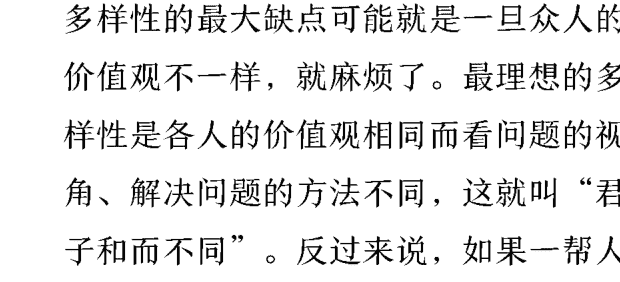 多样性的最大缺点可能就是一旦众人的
价值观不一样，就麻烦了。最理想的多
样性是各人的价值观相同而看问题的视
角、解决问题的方法不同，这就叫“君
子和而不同”。反过来说，如果一帮人